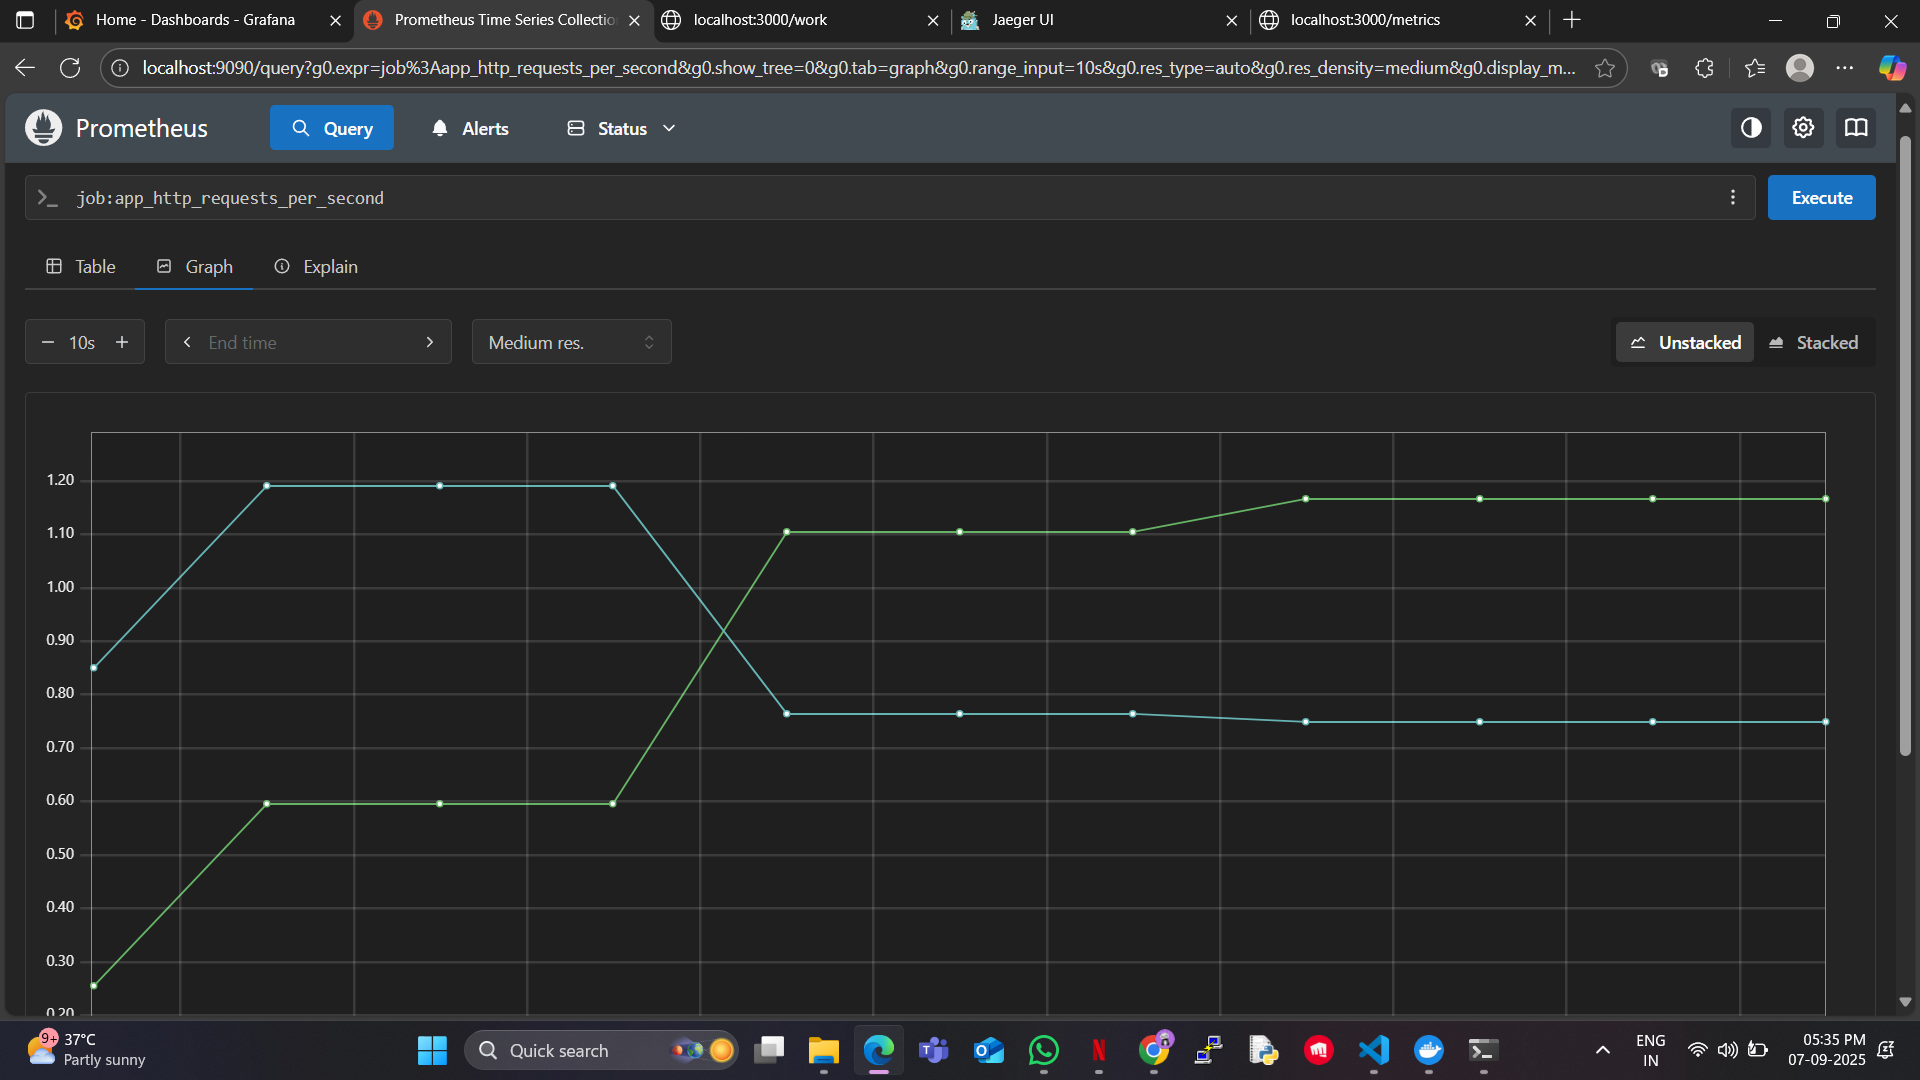 Home - Dashboards - Grafana
Prometheus Time Series Collectio
localhost:3000/work
Jaeger UI
localhost:3000/metrics
localhost:9090/query?g0.expr=job%3Aapp_http_requests_per_second&g0.show_tree=0&g0.tab=graph&g0.range_input=10s&g0.res_type=auto&g0.res_density=medium&g0.display_m...
Prometheus
Query
Alerts
Status
job:app_http_requests_per_second
Execute
Table
Graph
Explain
10s
End time
Medium res.
Unstacked
Stacked
1.20
1.10
1.00
0.90
0.80
0.70
0.60
0.50
0.40
0.30
0.20
9+
37°C
Partly sunny
Quick search
ENG
IN
05:35 PM
07-09-2025